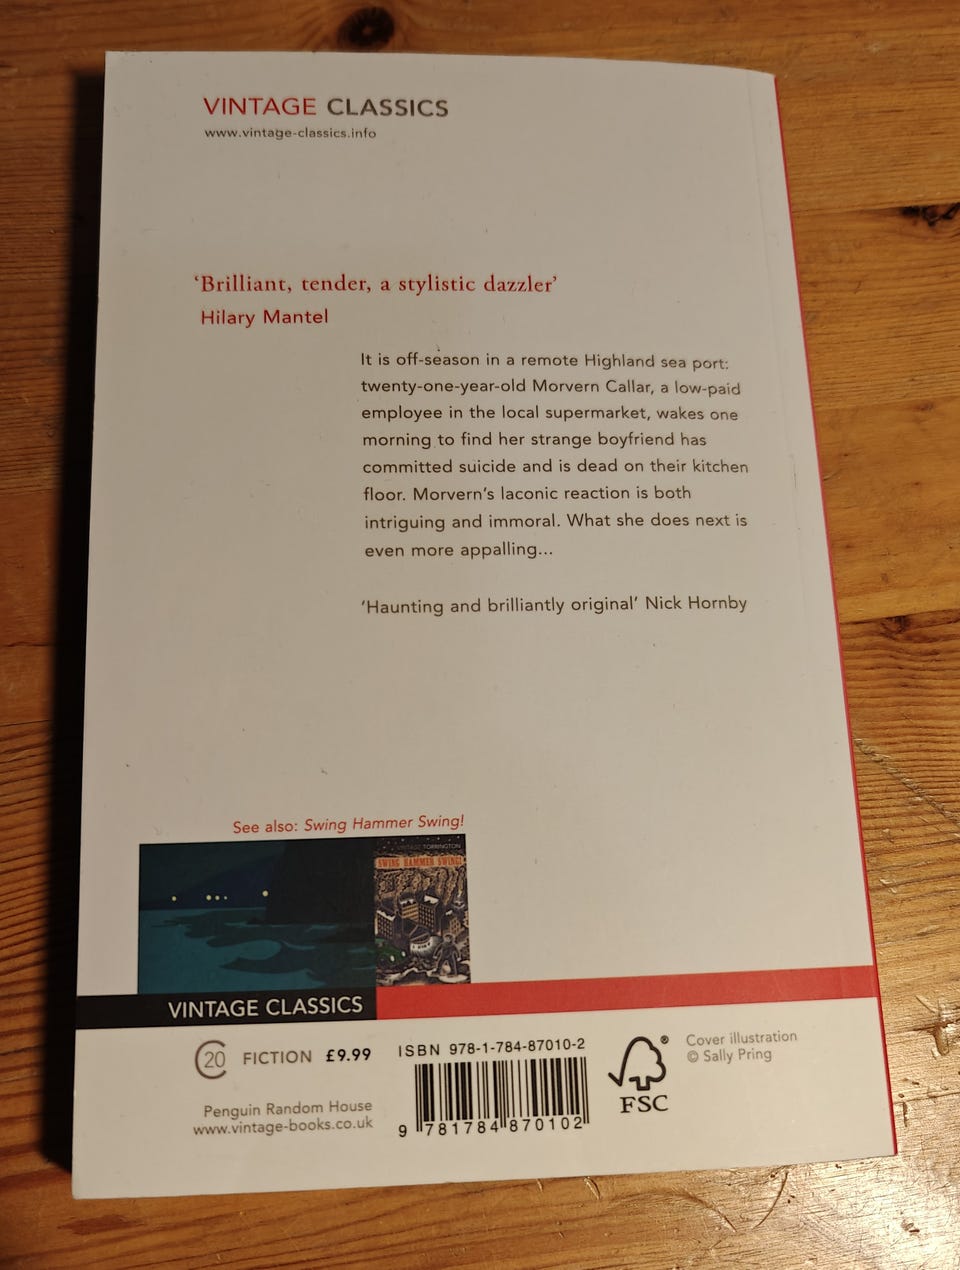 VINTAGE CLASSICS
www.vintage-classics.info
‘Brilliant, tender, a stylistic dazzler’
Hilary Mantel
It is off-season in a remote Highland sea port:
twenty-one-year-old Morvern Callar, a low-paid
employee in the local supermarket, wakes one
morning to find her strange boyfriend has
committed suicide and is dead on their kitchen
floor. Morvern’s laconic reaction is both
intriguing and immoral. What she does next is
even more appalling...
‘Haunting and brilliantly original’ Nick Hornby
See also: Swing Hammer Swing!
VINTAGE TORRINGTON
SWING HAMMER SWING!
VINTAGE CLASSICS
C20 FICTION £9.99
Penguin Random House
www.vintage-books.co.uk
ISBN 978-1-784-87010-2
9 781784 870102
® FSC
Cover illustration
© Sally Pring